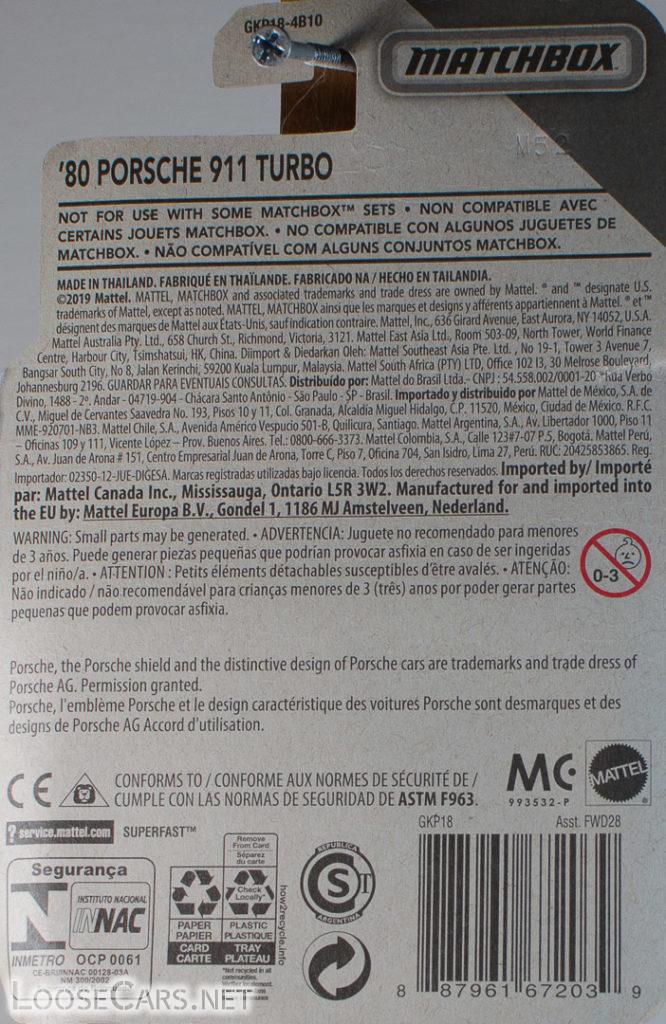 GKP18-4B10
MATCHBOX
M52
'80 PORSCHE 911 TURBO
NOT FOR USE WITH SOME MATCHBOX™ SETS • NON COMPATIBLE AVEC
CERTAINS JOUETS MATCHBOX. • NO COMPATIBLE CON ALGUNOS JUGUETES DE
MATCHBOX. • NÃO COMPATÍVEL COM ALGUNS CONJUNTOS MATCHBOX.
MADE IN THAILAND. FABRIQUÉ EN THAÏLANDE. FABRICADO NA / HECHO EN TAILANDIA.
©2019 Mattel. MATTEL, MATCHBOX and associated trademarks and trade dress are owned by Mattel. ® and ™ designate U.S.
trademarks of Mattel, except as noted. MATTEL, MATCHBOX ainsi que les marques et designs y afférents appartiennent à Mattel. ® et ™
désignent des marques de Mattel aux États-Unis, sauf indication contraire. Mattel, Inc., 636 Girard Avenue, East Aurora, NY 14052, U.S.A.
Mattel Australia Pty. Ltd., 658 Church St., Richmond, Victoria, 3121. Mattel East Asia Ltd., Room 503-09, North Tower, World Finance
Centre, Harbour City, Tsimshatsui, HK, China. Diimport & Diedarkan Oleh: Mattel Southeast Asia Pte. Ltd. , No 19-1, Tower 3 Avenue 7,
Bangsar South City, No 8, Jalan Kerinchi, 59200 Kuala Lumpur, Malaysia. Mattel South Africa (PTY) LTD, Office 102 I3, 30 Melrose Boulevard,
Johannesburg 2196. GUARDAR PARA EVENTUAIS CONSULTAS. Distribuído por: Mattel do Brasil Ltda.- CNPJ : 54.558.002/0001-20 Rua Verbo
Divino, 1488 - 2º. Andar - 04719-904 - Chácara Santo Antônio - São Paulo - SP - Brasil. Importado y distribuido por Mattel de México, S.A. de
C.V., Miguel de Cervantes Saavedra No. 193, Pisos 10 y 11, Col. Granada, Alcaldía Miguel Hidalgo, C.P. 11520, México, Ciudad de México. R.F.C.
MME-920701-NB3. Mattel Chile, S.A., Avenida Américo Vespucio 501-B, Quilicura, Santiago. Mattel Argentina, S.A., Av. Libertador 1000, Piso 11
– Oficinas 109 y 111, Vicente López – Prov. Buenos Aires. Tel.: 0800-666-3373. Mattel Colombia, S.A., Calle 123#7-07 P.5, Bogotá. Mattel Perú,
S.A., Av. Juan de Arona # 151, Centro Empresarial Juan de Arona, Torre C, Piso 7, Oficina 704, San Isidro, Lima 27, Perú. RUC: 20425853865. Reg.
Importador: 02350-12-JUE-DIGESA. Marcas registradas utilizadas bajo licencia. Todos los derechos reservados. Imported by/ Importé
par: Mattel Canada Inc., Mississauga, Ontario L5R 3W2. Manufactured for and imported into
the EU by: Mattel Europa B.V., Gondel 1, 1186 MJ Amstelveen, Nederland.
WARNING: Small parts may be generated. • ADVERTENCIA: Juguete no recomendado para menores
de 3 años. Puede generar piezas pequeñas que podrían provocar asfixia en caso de ser ingeridas
por el niño/a. • ATTENTION : Petits éléments détachables susceptibles d'être avalés. • ATENÇÃO:
Não indicado / não recomendável para crianças menores de 3 (três) anos por poder gerar partes
pequenas que podem provocar asfixia.
0-3
Porsche, the Porsche shield and the distinctive design of Porsche cars are trademarks and trade dress of
Porsche AG. Permission granted.
Porsche, l'emblème Porsche et le design caractéristique des voitures Porsche sont desmarques et des
designs de Porsche AG Accord d'utilisation.
CE
CONFORMS TO / CONFORME AUX NORMES DE SÉCURITÉ DE /
CUMPLE CON LAS NORMAS DE SEGURIDAD DE ASTM F963.
MC
993532-P
MATTEL
? service.mattel.com SUPERFAST™
GKP18 Asst. FWD28
Segurança
INSTITUTO NACIONAL
INNAC
INMETRO OCP 0061
CE-BRI/INNAC 00128-03A
NM 300/2002
Remove
From Card
Séparez
du carte
Check
Locally*
PAPER
PAPIER
CARD
CARTE
PLASTIC
PLASTIQUE
TRAY
PLATEAU
*Not recycled in all
communities.
how2recycle.info
REPUBLICA
S T
ARGENTINA
8 87961 67203 9
LOOSECARS.NET